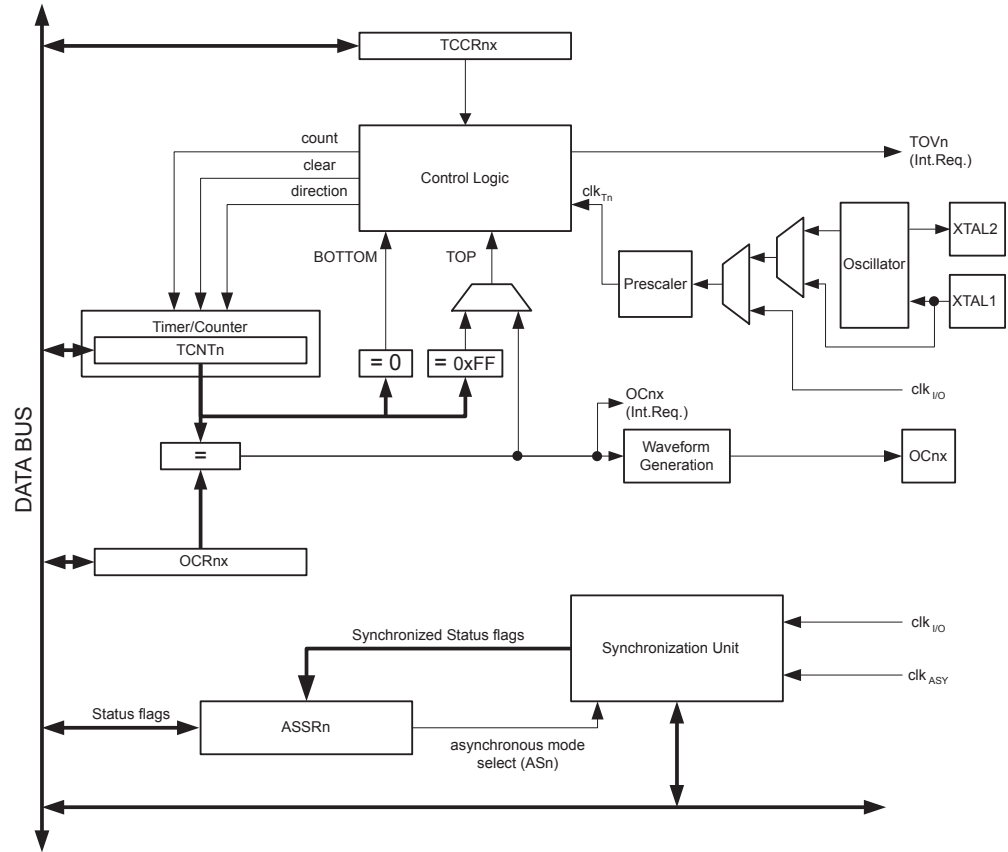 TCCRnx
count
clear
direction
Control Logic
TOVn
(Int.Req.)
clkTn
BOTTOM
TOP
Prescaler
Oscillator
XTAL2
XTAL1
Timer/Counter
TCNTn
= 0
= 0xFF
clkI/O
OCnx
(Int.Req.)
=
Waveform
Generation
OCnx
DATA BUS
OCRnx
Synchronized Status flags
Synchronization Unit
clkI/O
clkASY
Status flags
ASSRn
asynchronous mode
select (ASn)